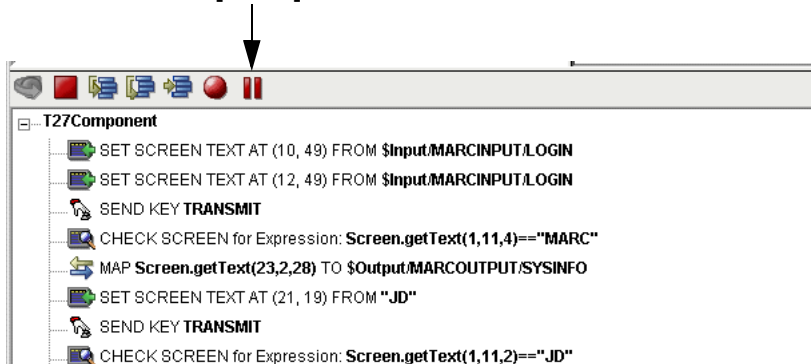 T27Component
SET SCREEN TEXT AT (10, 49) FROM $Input/MARCINPUT/LOGIN
SET SCREEN TEXT AT (12, 49) FROM $Input/MARCINPUT/LOGIN
SEND KEY TRANSMIT
CHECK SCREEN for Expression: Screen.getText(1,11,4)=="MARC"
MAP Screen.getText(23,2,28) TO $Output/MARCOUTPUT/SYSINFO
SET SCREEN TEXT AT (21, 19) FROM "JD"
SEND KEY TRANSMIT
CHECK SCREEN for Expression: Screen.getText(1,11,2)=="JD"